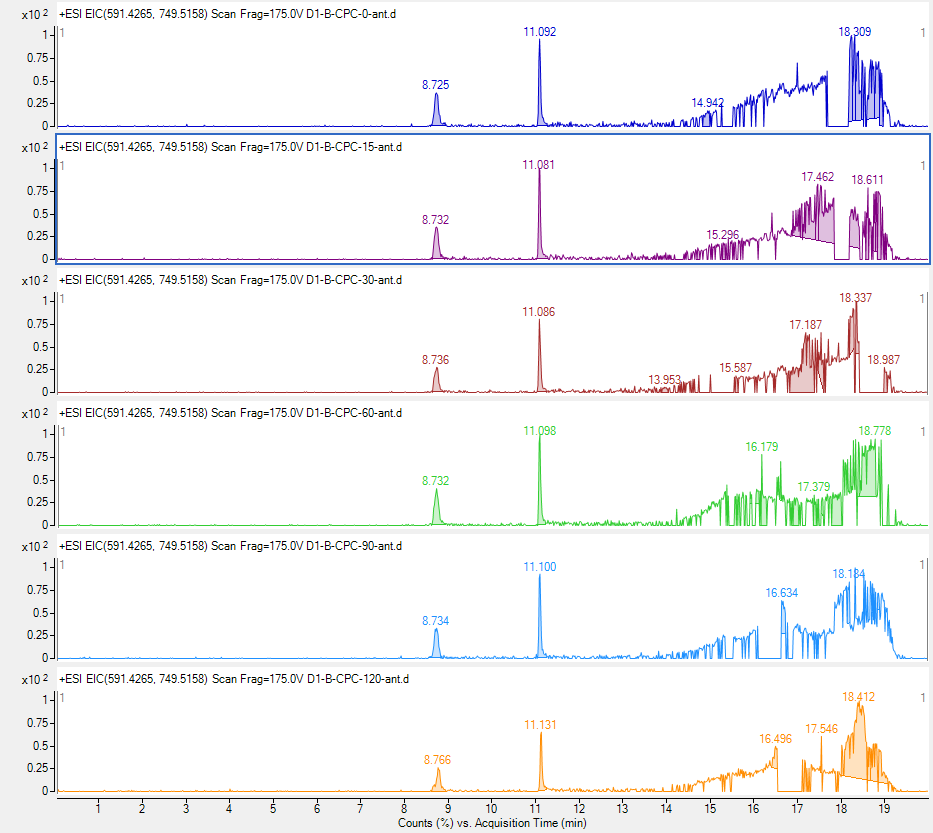 x10 2 +ESI EIC(591.4265, 749.5158) Scan Frag=175.0V D1-B-CPC-0-ant.d
1 1 11.092 18.309 1
0.75 8.725
0.5
0.25 14.942
0
x10 2 +ESI EIC(591.4265, 749.5158) Scan Frag=175.0V D1-B-CPC-15-ant.d
1 1 11.081 17.462 18.611 1
0.75
0.5 8.732
0.25 15.296
0
x10 2 +ESI EIC(591.4265, 749.5158) Scan Frag=175.0V D1-B-CPC-30-ant.d
1 1 11.086 18.337 1
0.75 17.187
0.5 8.736 18.987
0.25 13.953 15.587
0
x10 2 +ESI EIC(591.4265, 749.5158) Scan Frag=175.0V D1-B-CPC-60-ant.d
1 1 11.098 18.778 1
0.75 16.179
0.5 8.732 17.379
0.25
0
x10 2 +ESI EIC(591.4265, 749.5158) Scan Frag=175.0V D1-B-CPC-90-ant.d
1 1 11.100 18.184 1
0.75 16.634
0.5 8.734
0.25
0
x10 2 +ESI EIC(591.4265, 749.5158) Scan Frag=175.0V D1-B-CPC-120-ant.d
1 1 11.131 18.412 1
0.75 17.546
0.5 8.766 16.496
0.25
0
1 2 3 4 5 6 7 8 9 10 11 12 13 14 15 16 17 18 19
Counts (%) vs. Acquisition Time (min)